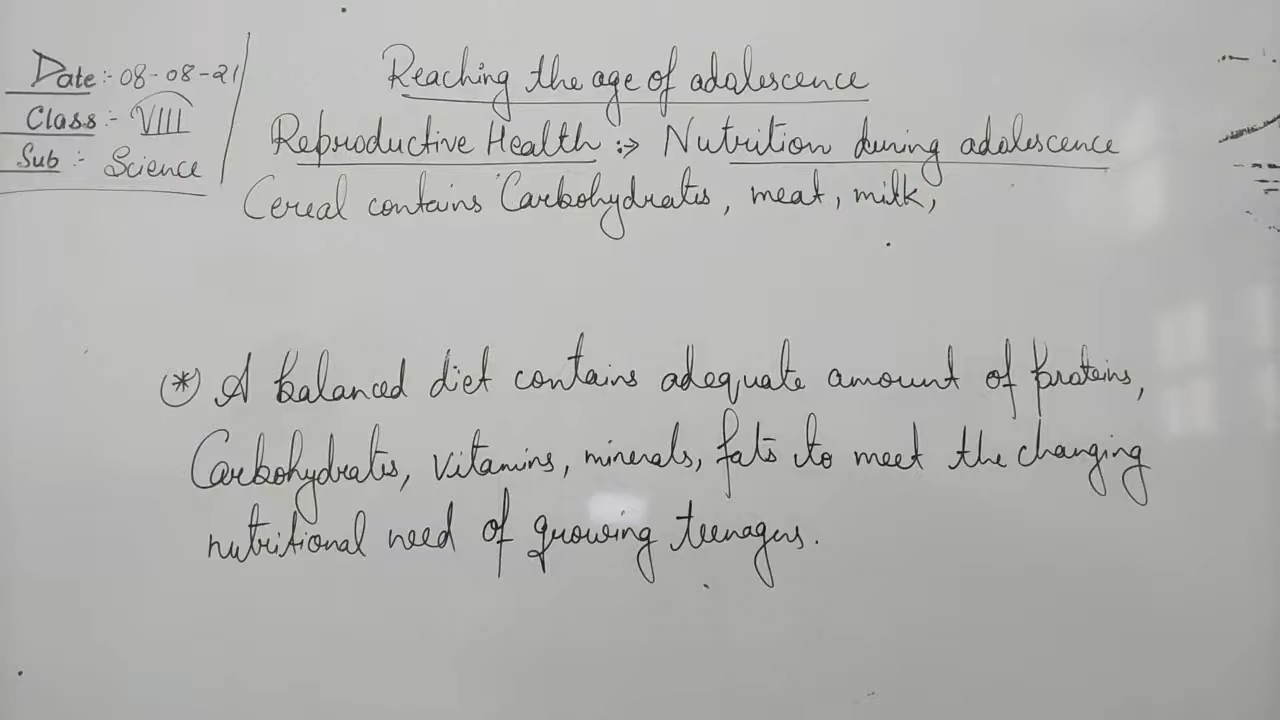 Date:- 08-08-21
Class:- VIII
Sub:- Science
Reaching the age of adolescence
Reproductive Health :-> Nutrition during adolescence
Cereal contains Carbohydrates, meat, milk,
(*) A balanced diet contains adequate amount of proteins,
Carbohydrates, vitamins, minerals, fats to meet the changing
nutritional need of growing teenagers.